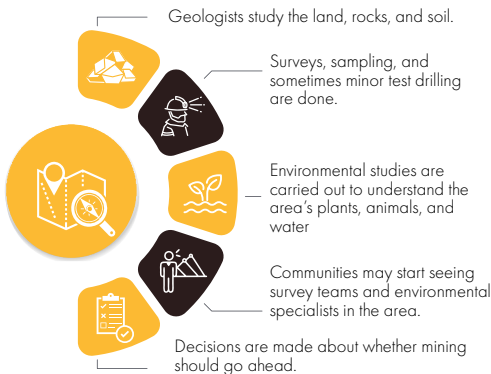 Geologists study the land, rocks, and soil.
Surveys, sampling, and
sometimes minor test drilling
are done.
Environmental studies are
carried out to understand the
area's plants, animals, and
water
Communities may start seeing
survey teams and environmental
specialists in the area.
Decisions are made about whether mining
should go ahead.